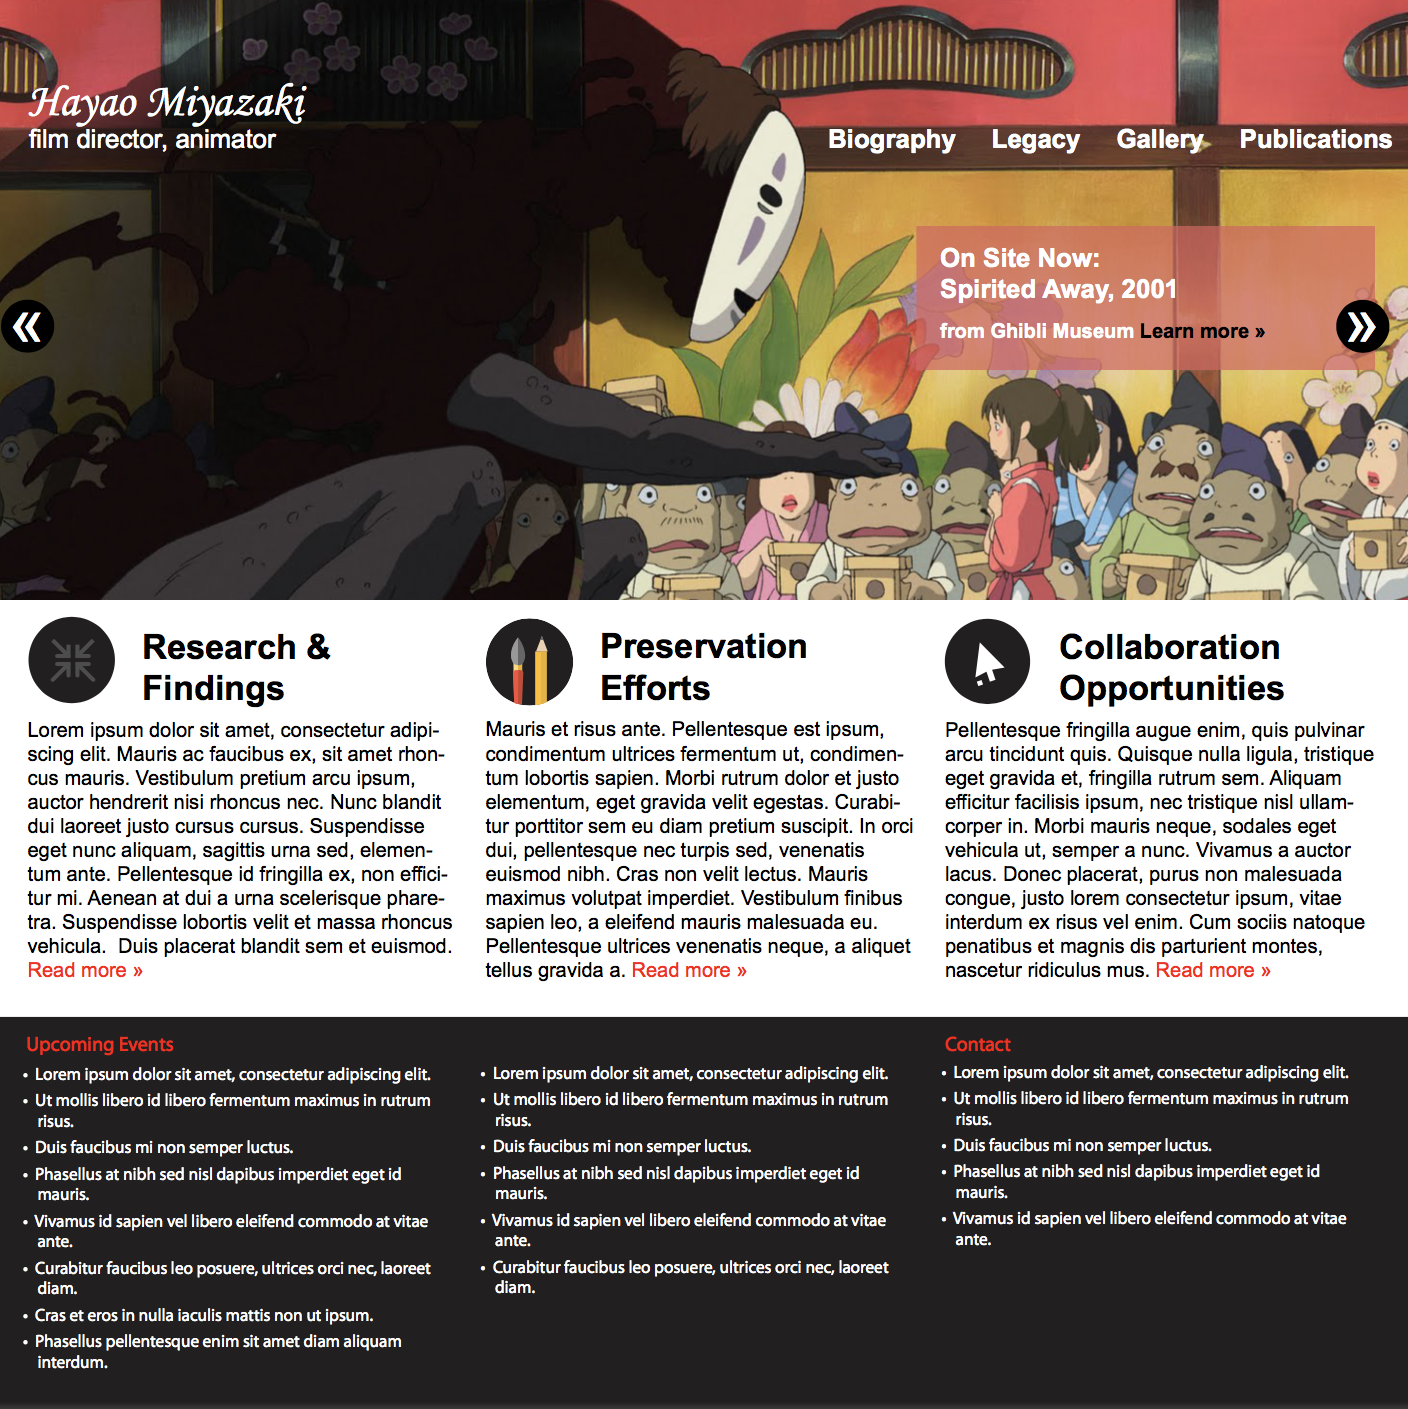 Hayao Miyazaki
film director, animator
Biography Legacy Gallery Publications
On Site Now:
Spirited Away, 2001
from Ghibli Museum Learn more »
Research &
Findings
Lorem ipsum dolor sit amet, consectetur adipi-
scing elit. Mauris ac faucibus ex, sit amet rhon-
cus mauris. Vestibulum pretium arcu ipsum,
auctor hendrerit nisi rhoncus nec. Nunc blandit
dui laoreet justo cursus cursus. Suspendisse
eget nunc aliquam, sagittis urna sed, elemen-
tum ante. Pellentesque id fringilla ex, non effici-
tur mi. Aenean at dui a urna scelerisque phare-
tra. Suspendisse lobortis velit et massa rhoncus
vehicula.  Duis placerat blandit sem et euismod.
Read more »
Preservation
Efforts
Mauris et risus ante. Pellentesque est ipsum,
condimentum ultrices fermentum ut, condimen-
tum lobortis sapien. Morbi rutrum dolor et justo
elementum, eget gravida velit egestas. Curabi-
tur porttitor sem eu diam pretium suscipit. In orci
dui, pellentesque nec turpis sed, venenatis
euismod nibh. Cras non velit lectus. Mauris
maximus volutpat imperdiet. Vestibulum finibus
sapien leo, a eleifend mauris malesuada eu.
Pellentesque ultrices venenatis neque, a aliquet
tellus gravida a. Read more »
Collaboration
Opportunities
Pellentesque fringilla augue enim, quis pulvinar
arcu tincidunt quis. Quisque nulla ligula, tristique
eget gravida et, fringilla rutrum sem. Aliquam
efficitur facilisis ipsum, nec tristique nisl ullam-
corper in. Morbi mauris neque, sodales eget
vehicula ut, semper a nunc. Vivamus a auctor
lacus. Donec placerat, purus non malesuada
congue, justo lorem consectetur ipsum, vitae
interdum ex risus vel enim. Cum sociis natoque
penatibus et magnis dis parturient montes,
nascetur ridiculus mus. Read more »
Upcoming Events
• Lorem ipsum dolor sit amet, consectetur adipiscing elit.
• Ut mollis libero id libero fermentum maximus in rutrum
risus.
• Duis faucibus mi non semper luctus.
• Phasellus at nibh sed nisl dapibus imperdiet eget id
mauris.
• Vivamus id sapien vel libero eleifend commodo at vitae
ante.
• Curabitur faucibus leo posuere, ultrices orci nec, laoreet
diam.
• Cras et eros in nulla iaculis mattis non ut ipsum.
• Phasellus pellentesque enim sit amet diam aliquam
interdum.
• Lorem ipsum dolor sit amet, consectetur adipiscing elit.
• Ut mollis libero id libero fermentum maximus in rutrum
risus.
• Duis faucibus mi non semper luctus.
• Phasellus at nibh sed nisl dapibus imperdiet eget id
mauris.
• Vivamus id sapien vel libero eleifend commodo at vitae
ante.
• Curabitur faucibus leo posuere, ultrices orci nec, laoreet
diam.
Contact
• Lorem ipsum dolor sit amet, consectetur adipiscing elit.
• Ut mollis libero id libero fermentum maximus in rutrum
risus.
• Duis faucibus mi non semper luctus.
• Phasellus at nibh sed nisl dapibus imperdiet eget id
mauris.
• Vivamus id sapien vel libero eleifend commodo at vitae
ante.